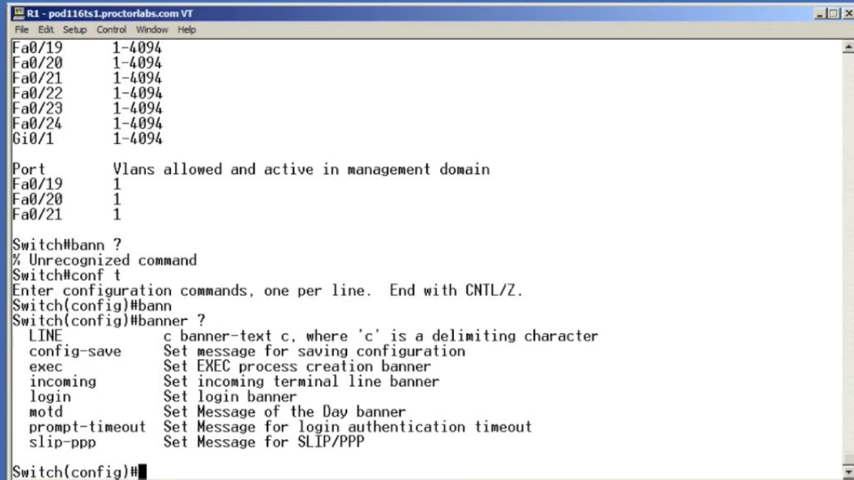 R1 - pod116ts1.proctorlabs.com VT
File Edit Setup Control Window Help
Fa0/19 1-4094
Fa0/20 1-4094
Fa0/21 1-4094
Fa0/22 1-4094
Fa0/23 1-4094
Fa0/24 1-4094
Gi0/1 1-4094
Port Vlans allowed and active in management domain
Fa0/19 1
Fa0/20 1
Fa0/21 1
Switch#bann ?
% Unrecognized command
Switch#conf t
Enter configuration commands, one per line. End with CNTL/Z.
Switch(config)#bann
Switch(config)#banner ?
LINE c banner-text c, where 'c' is a delimiting character
config-save Set message for saving configuration
exec Set EXEC process creation banner
incoming Set incoming terminal line banner
login Set login banner
motd Set Message of the Day banner
prompt-timeout Set Message for login authentication timeout
slip-ppp Set Message for SLIP/PPP
Switch(config)#